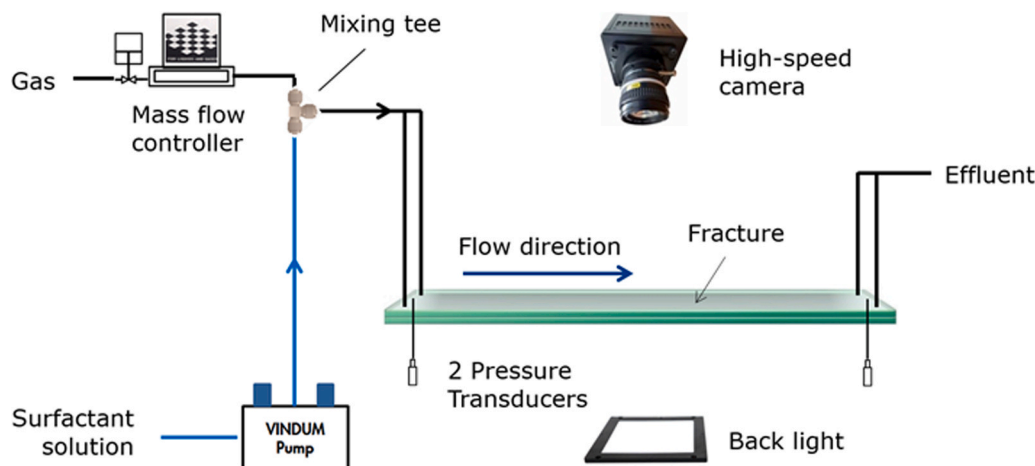 Mixing tee
Gas
Mass flow
controller
High-speed
camera
Effluent
Flow direction
Fracture
2 Pressure
Transducers
Surfactant
solution
VINDUM
Pump
Back light